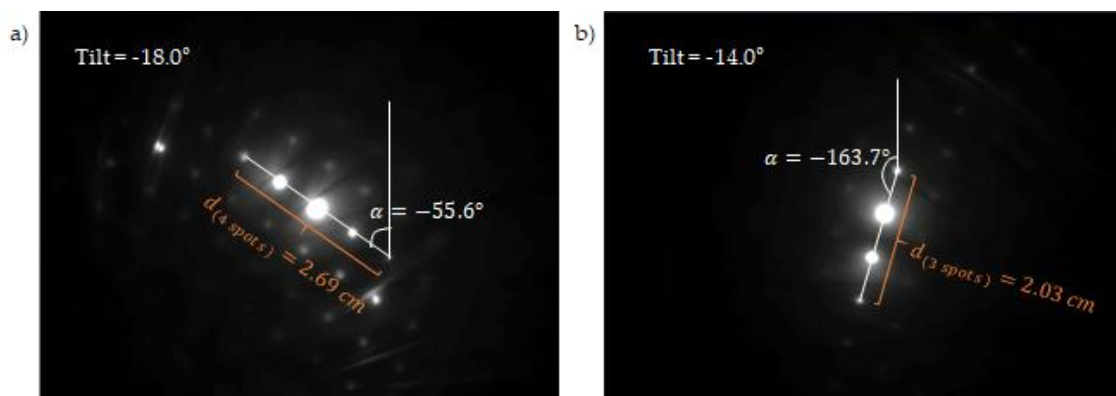 a)
Tilt = -18.0°
α = −55.6°
d(4 spots) = 2.69 cm
b)
Tilt = -14.0°
α = −163.7°
d(3 spots) = 2.03 cm